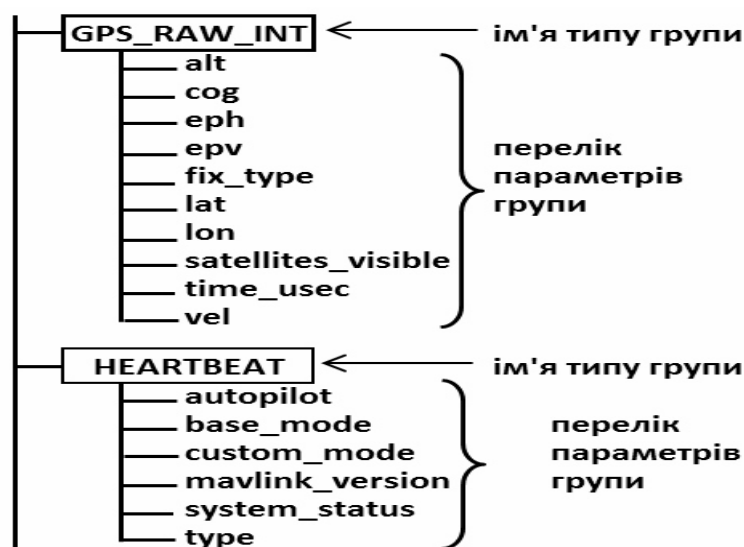 GPS_RAW_INT ім'я типу групи
alt
cog
eph
epv перелік
fix_type параметрів
lat групи
lon
satellites_visible
time_usec
vel
HEARTBEAT ім'я типу групи
autopilot
base_mode перелік
custom_mode параметрів
mavlink_version групи
system_status
type